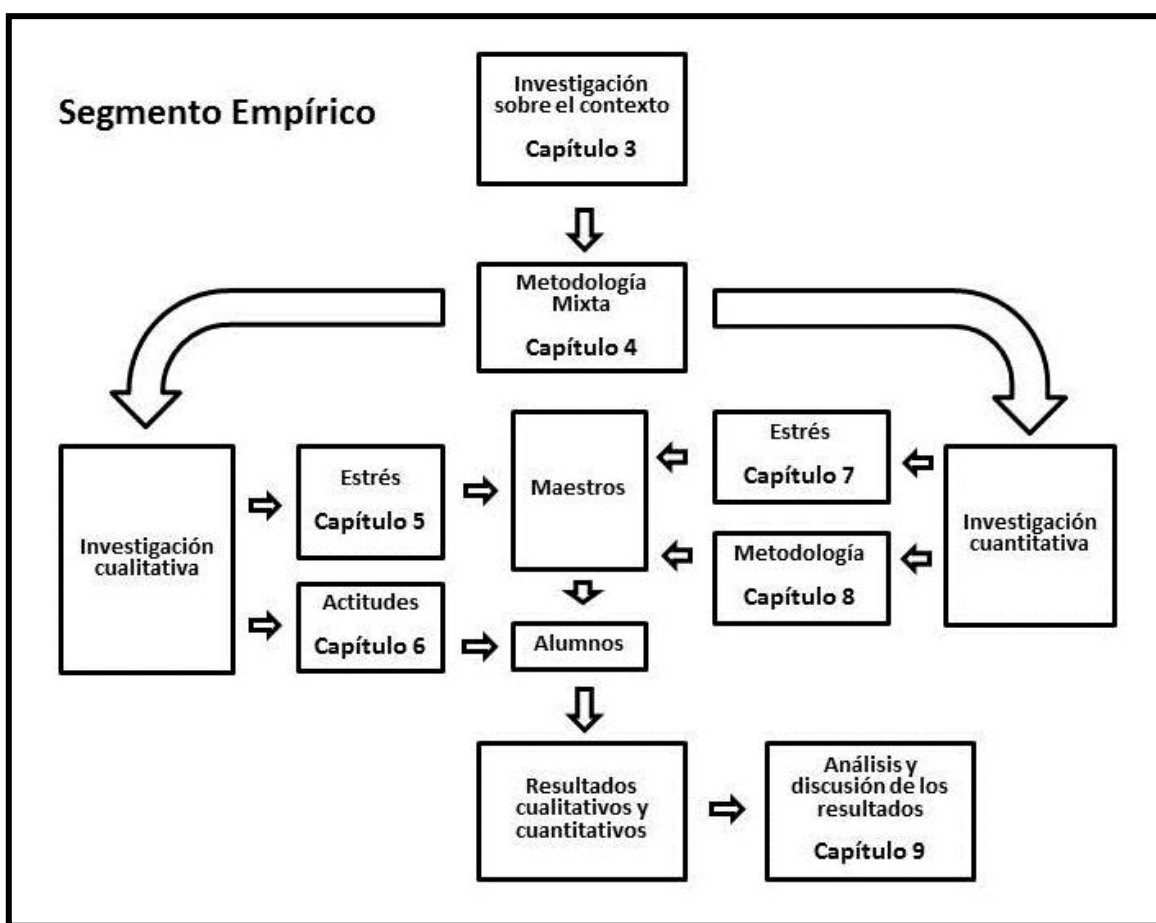 Segmento Empírico
Investigación
sobre el contexto
Capítulo 3
Metodología
Mixta
Capítulo 4
Investigación
cualitativa
Estrés
Capítulo 5
Actitudes
Capítulo 6
Maestros
Alumnos
Estrés
Capítulo 7
Metodología
Capítulo 8
Investigación
cuantitativa
Resultados
cualitativos y
cuantitativos
Análisis y
discusión de los
resultados
Capítulo 9